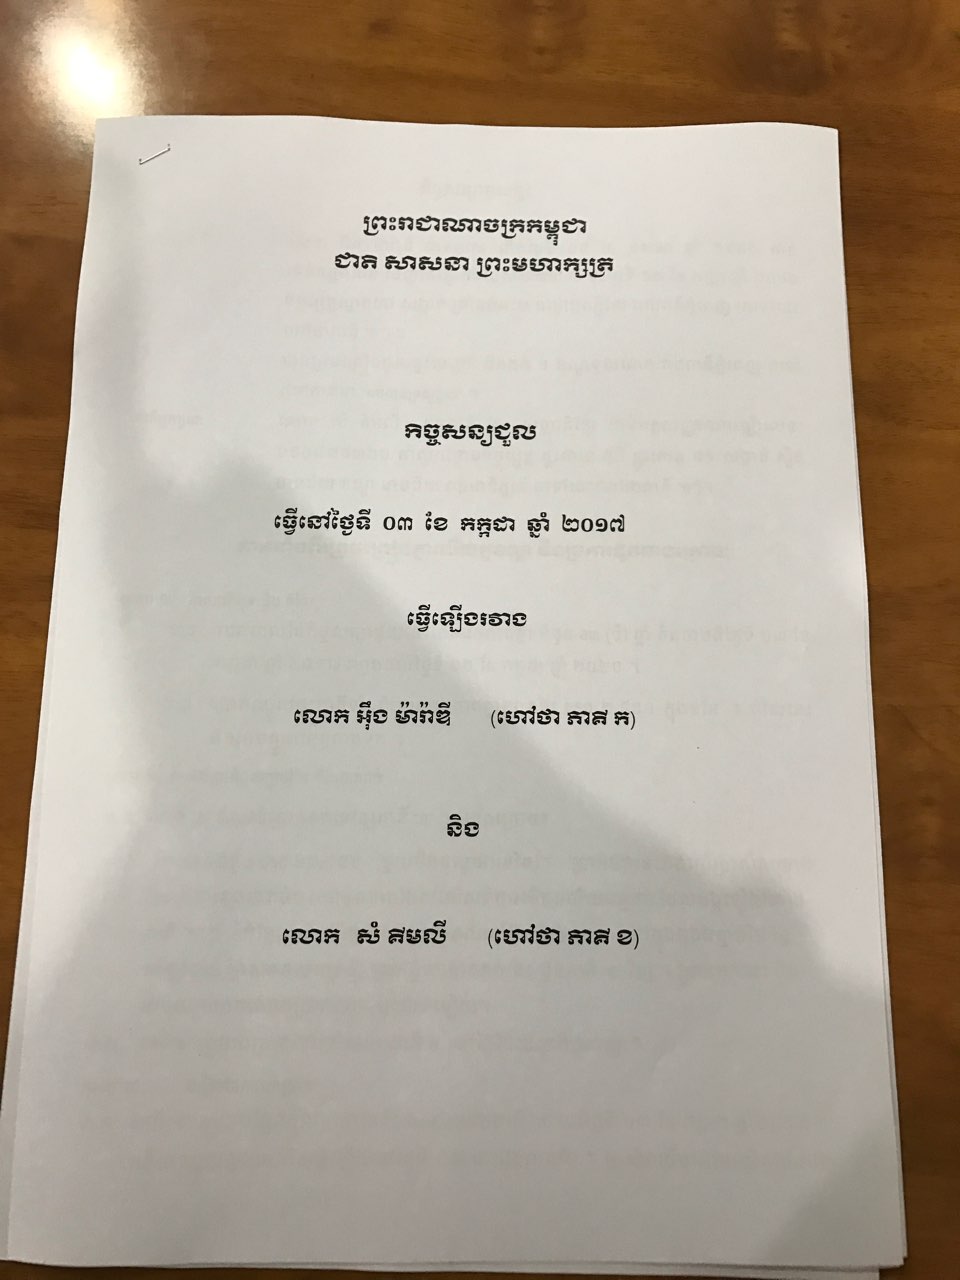 ព្រះរាជាណាចក្រកម្ពុជា
ជាតិ សាសនា ព្រះមហាក្សត្រ
កិច្ចសន្យជួល
ធ្វើនៅថ្ងៃទី ០៣ ខែ កក្កដា ឆ្នាំ ២០១៧
ធ្វើឡើងរវាង
លោក អ៊ឹង ម៉ារ៉ាឌី (ហៅថា ភាគី ក)
និង
លោក សំ គីមលី (ហៅថា ភាគី ខ)